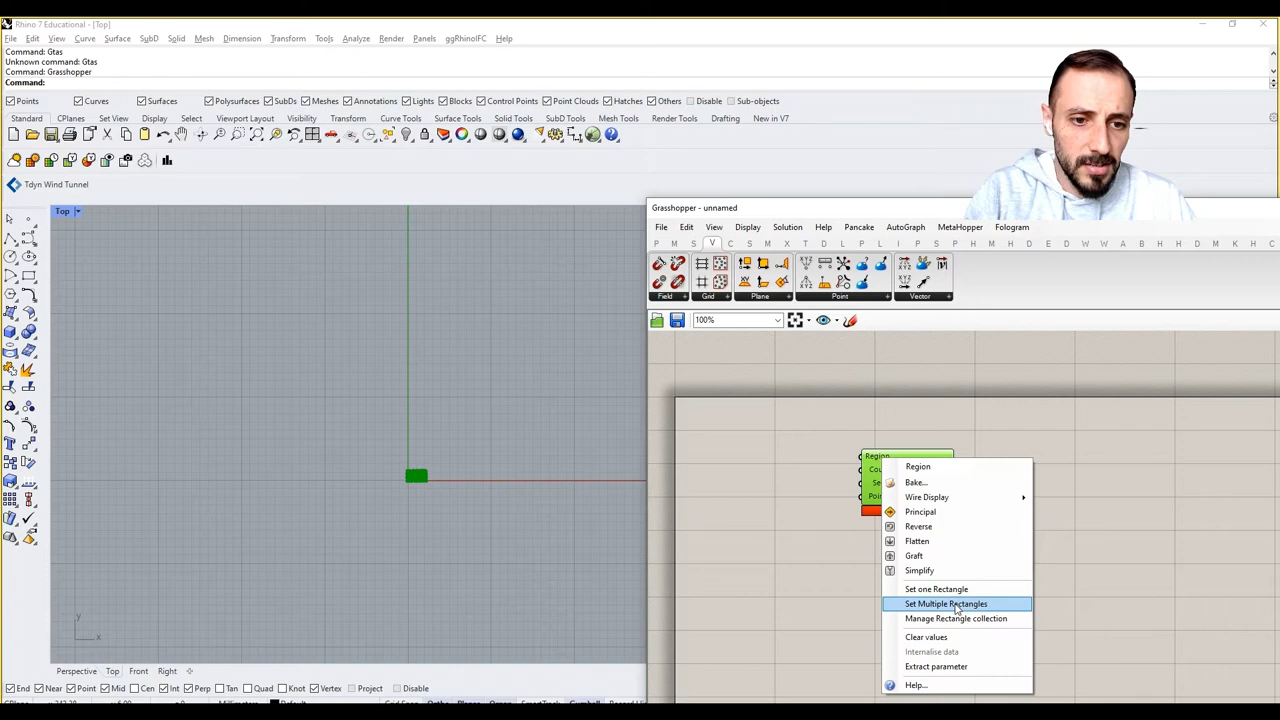 Rhino 7 Educational - [Top]
File Edit View Curve Surface SubD Solid Mesh Dimension Transform Tools Analyze Render Panels ggRhinoIFC Help
Command: Gtas
Unknown command: Gtas
Command: Grasshopper
Command:
Points Curves Surfaces Polysurfaces SubDs Meshes Annotations Lights Blocks Control Points Point Clouds Hatches Others Disable Sub-objects
Standard CPlanes Set View Display Select Viewport Layout Visibility Transform Curve Tools Surface Tools Solid Tools SubD Tools Mesh Tools Render Tools Drafting New in V7
Tdyn Wind Tunnel
Top
Grasshopper - unnamed
File Edit View Display Solution Help Pancake AutoGraph MetaHopper Fologram
P M S V C S M X T D L I P S P J H D E D E W W A B H D H C
Field Grid Plane Point Vector
100%
Region
Cou
See
Poin
Region
Bake...
Wire Display
Principal
Reverse
Flatten
Graft
Simplify
Set one Rectangle
Set Multiple Rectangles
Manage Rectangle collection
Clear values
Internalise data
Extract parameter
Help...
y
x
Perspective Top Front Right
End Near Point Mid Cen Int Perp Tan Quad Knot Vertex Project Disable